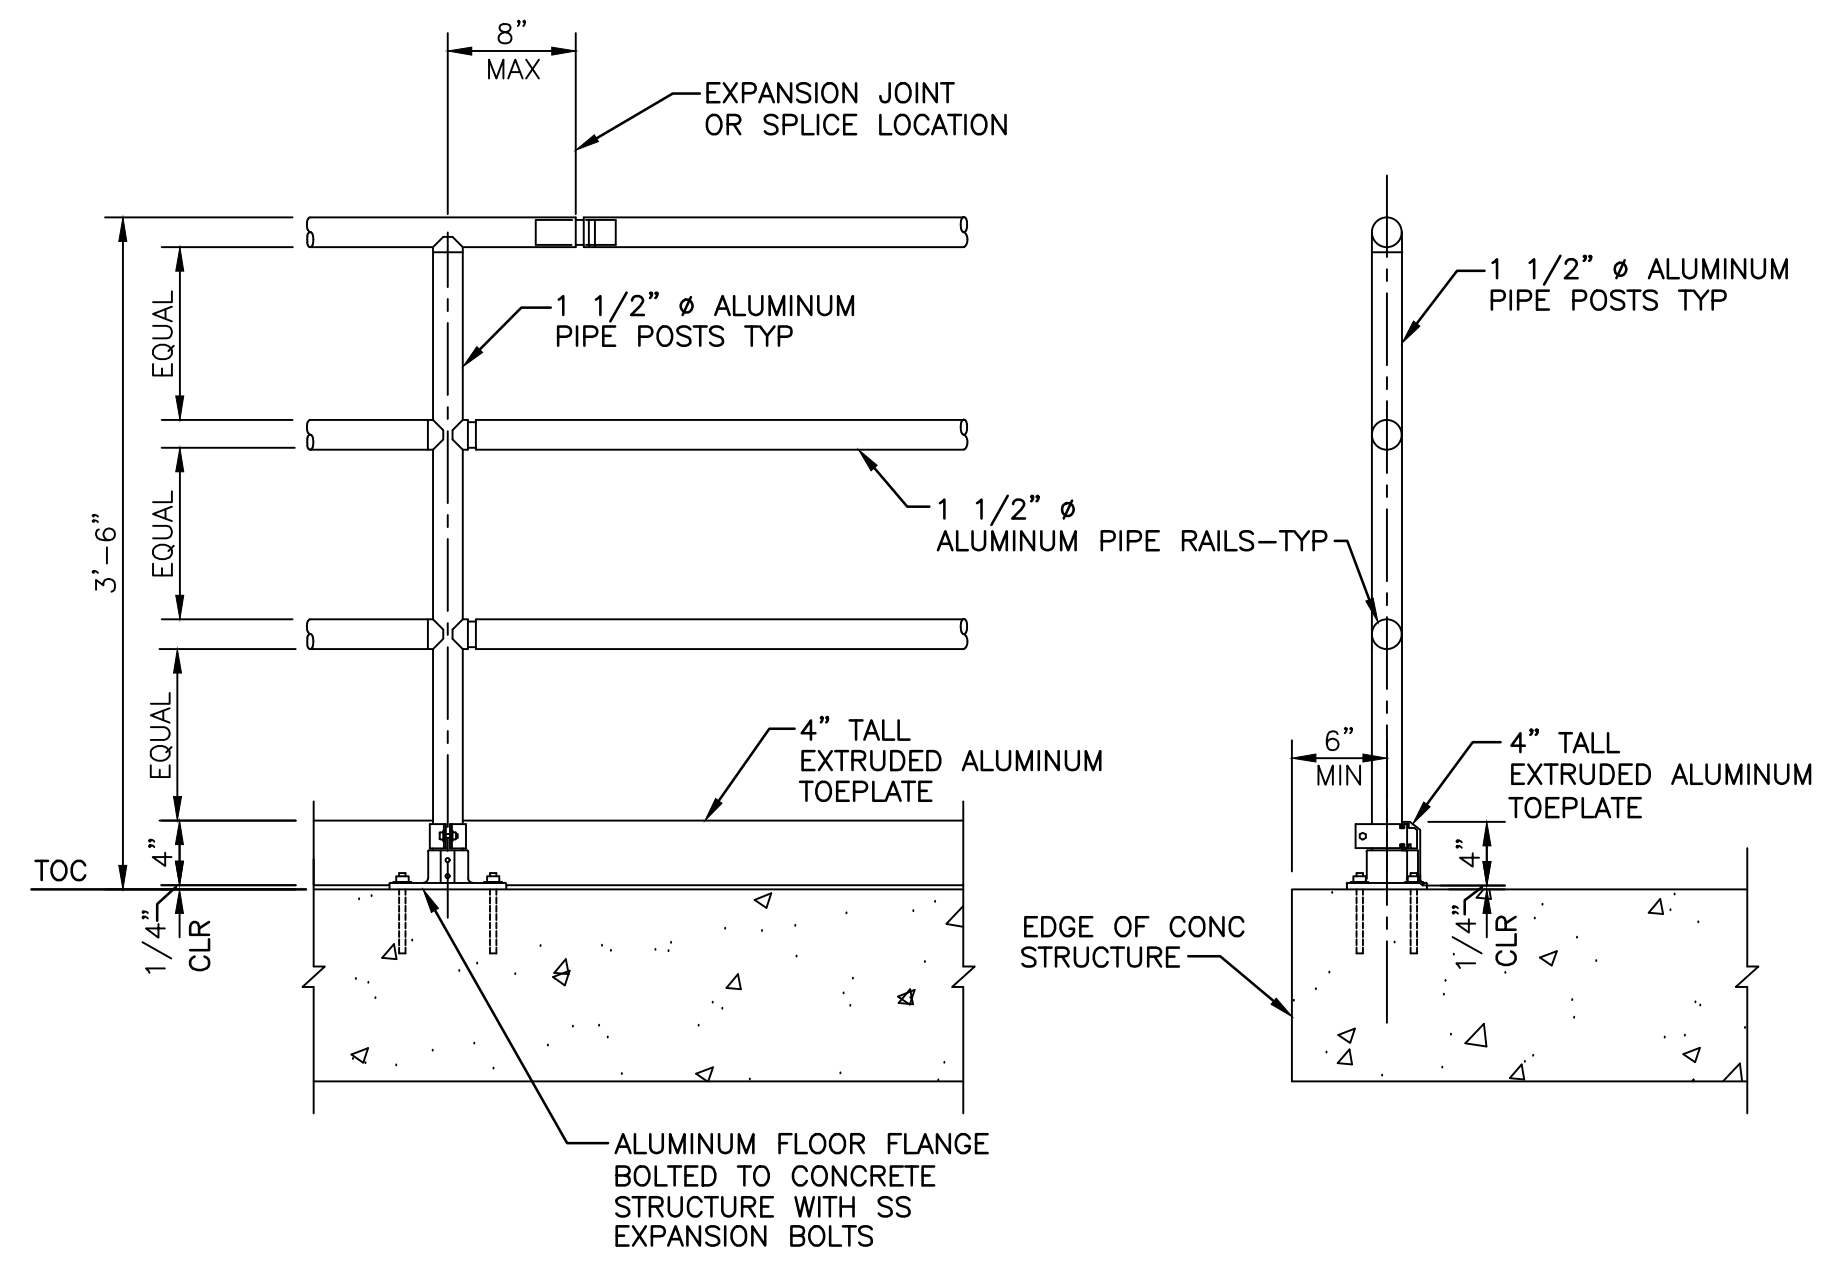 8"
MAX
EXPANSION JOINT
OR SPLICE LOCATION
1 1/2" ø ALUMINUM
PIPE POSTS TYP
1 1/2" ø ALUMINUM
PIPE POSTS TYP
EQUAL
EQUAL
EQUAL
3'-6"
1 1/2" ø
ALUMINUM PIPE RAILS-TYP
4" TALL
EXTRUDED ALUMINUM
TOEPLATE
6"
MIN
4" TALL
EXTRUDED ALUMINUM
TOEPLATE
4"
TOC
1/4"
CLR
4"
1/4"
CLR
EDGE OF CONC
STRUCTURE
ALUMINUM FLOOR FLANGE
BOLTED TO CONCRETE
STRUCTURE WITH SS
EXPANSION BOLTS